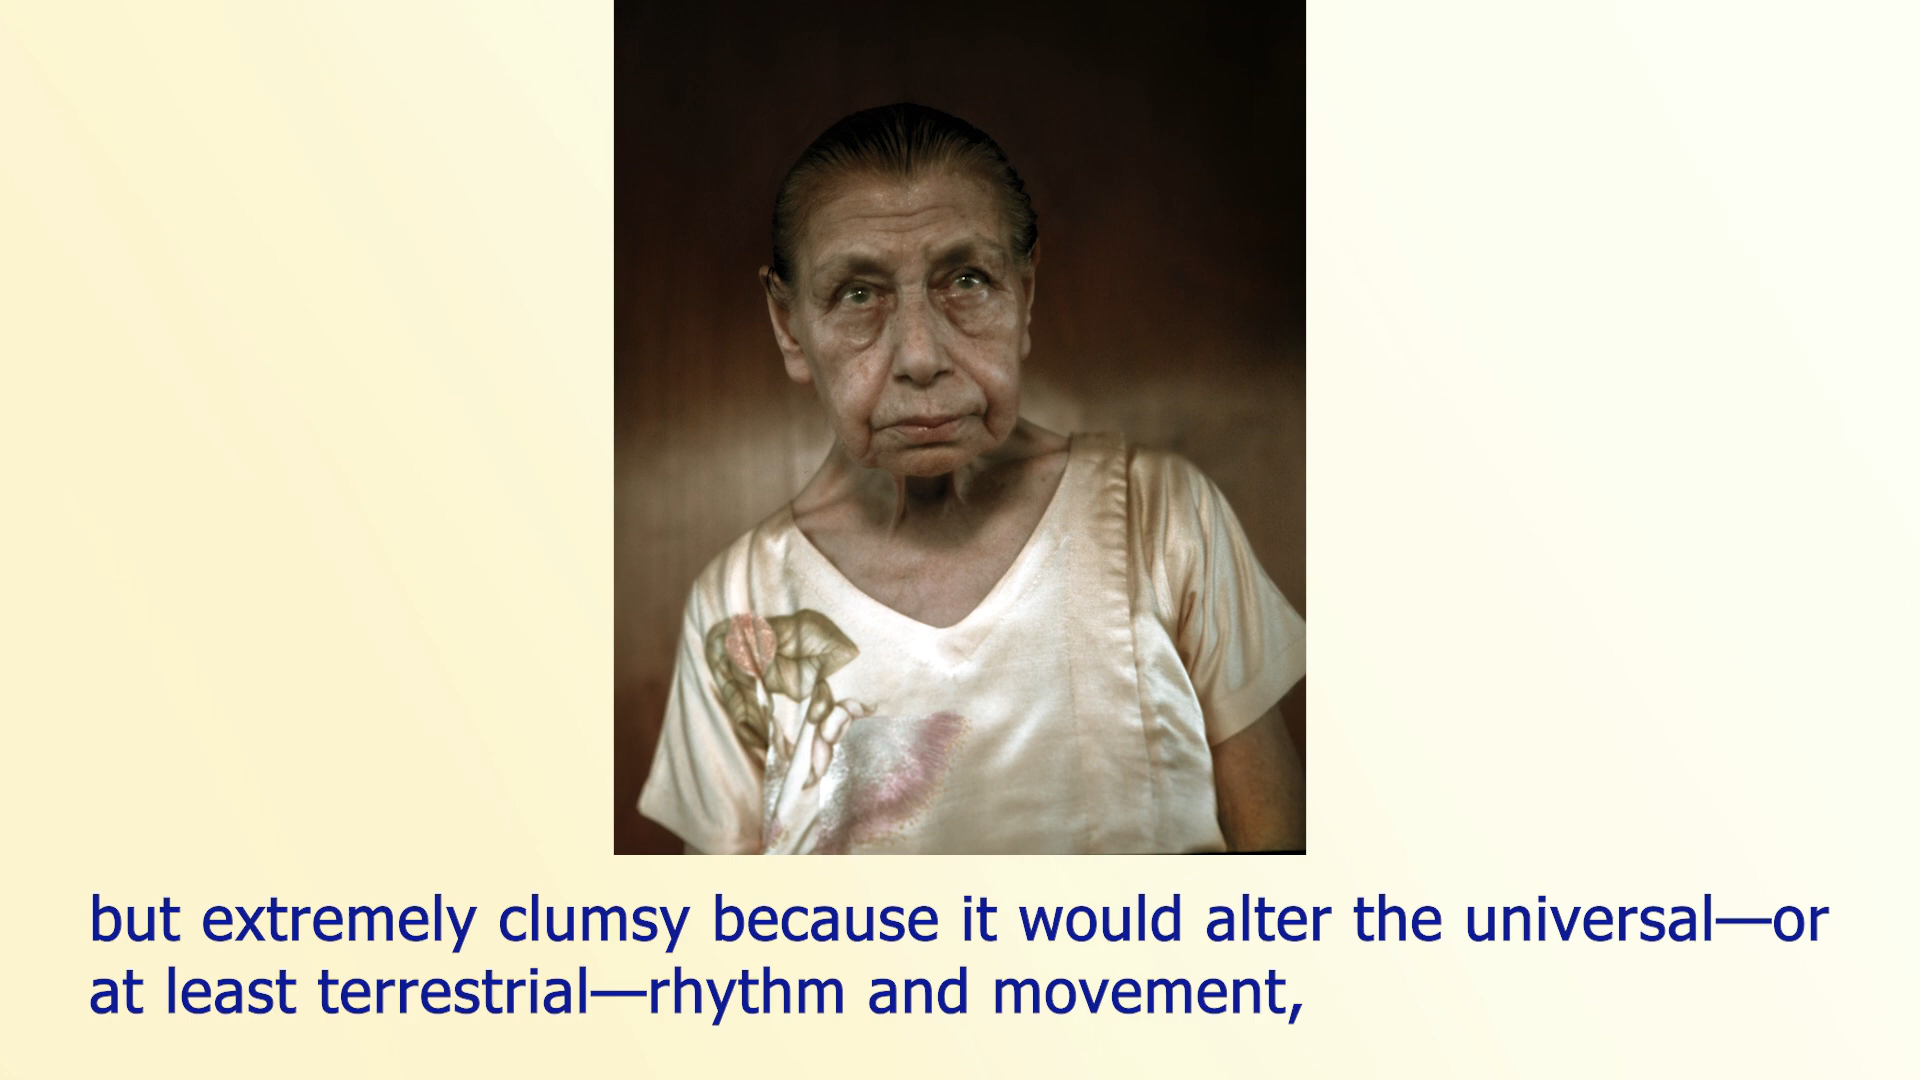 but extremely clumsy because it would alter the universal—or
at least terrestrial—rhythm and movement,